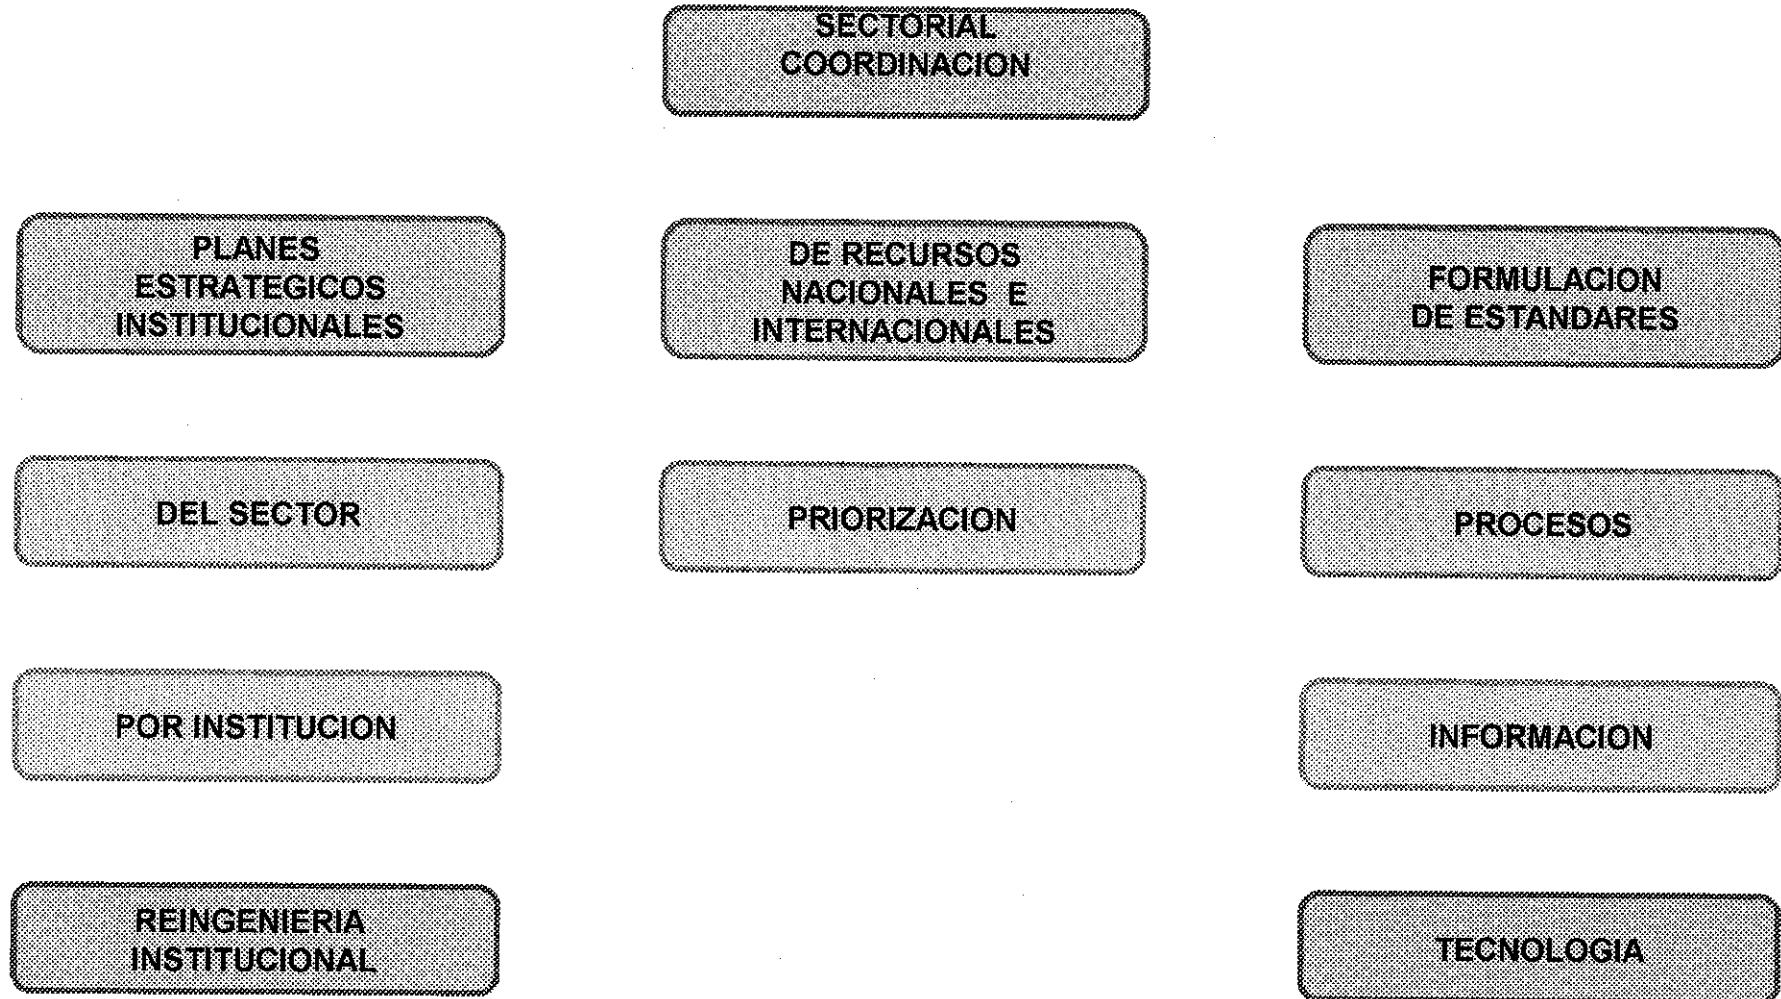 SECTORIAL
COORDINACION
PLANES
ESTRATEGICOS
INSTITUCIONALES
DE RECURSOS
NACIONALES E
INTERNACIONALES
FORMULACION
DE ESTANDARES
DEL SECTOR
PRIORIZACION
PROCESOS
POR INSTITUCION
INFORMACION
REINGENIERIA
INSTITUCIONAL
TECNOLOGIA